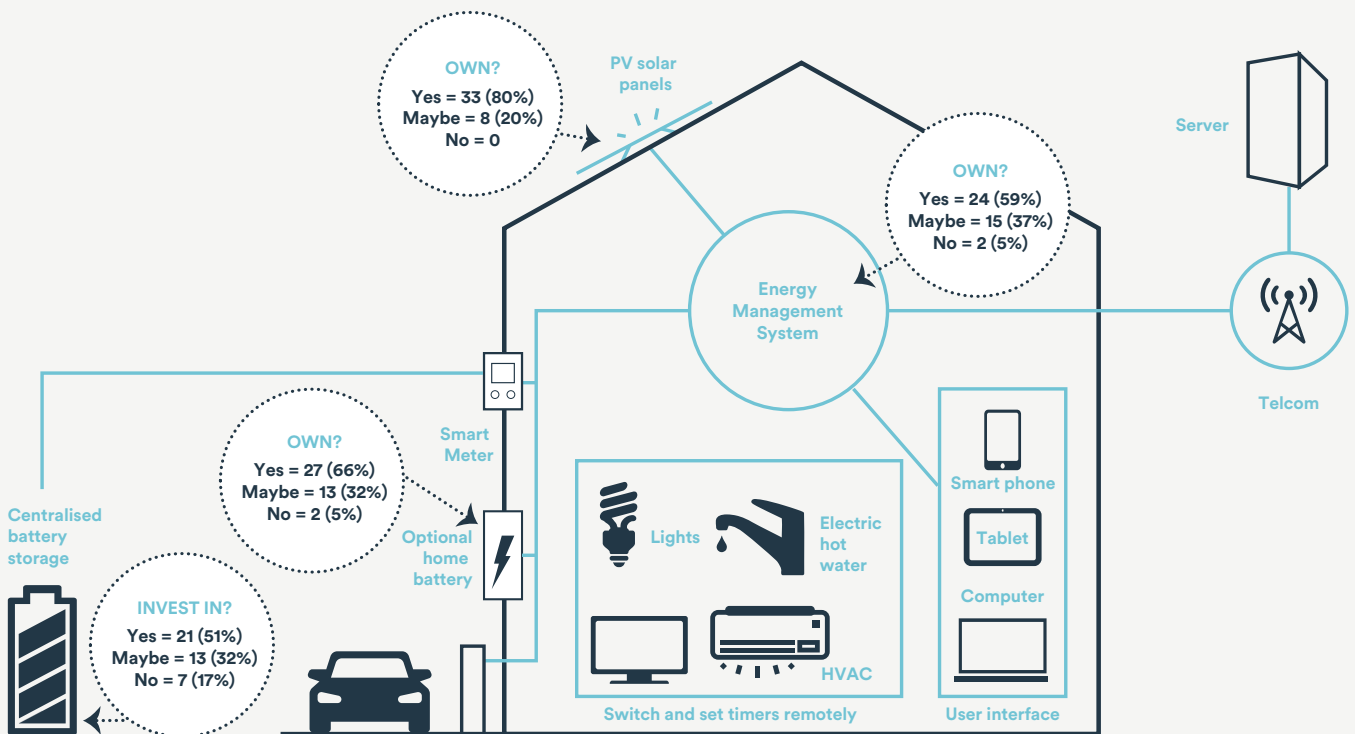 OWN?
Yes = 33 (80%)
Maybe = 8 (20%)
No = 0
PV solar
panels
Server
OWN?
Yes = 24 (59%)
Maybe = 15 (37%)
No = 2 (5%)
Energy
Management
System
Telcom
Smart
Meter
OWN?
Yes = 27 (66%)
Maybe = 13 (32%)
No = 2 (5%)
Optional
home
battery
Centralised
battery
storage
INVEST IN?
Yes = 21 (51%)
Maybe = 13 (32%)
No = 7 (17%)
Lights
Electric
hot
water
HVAC
Switch and set timers remotely
Smart phone
Tablet
Computer
User interface